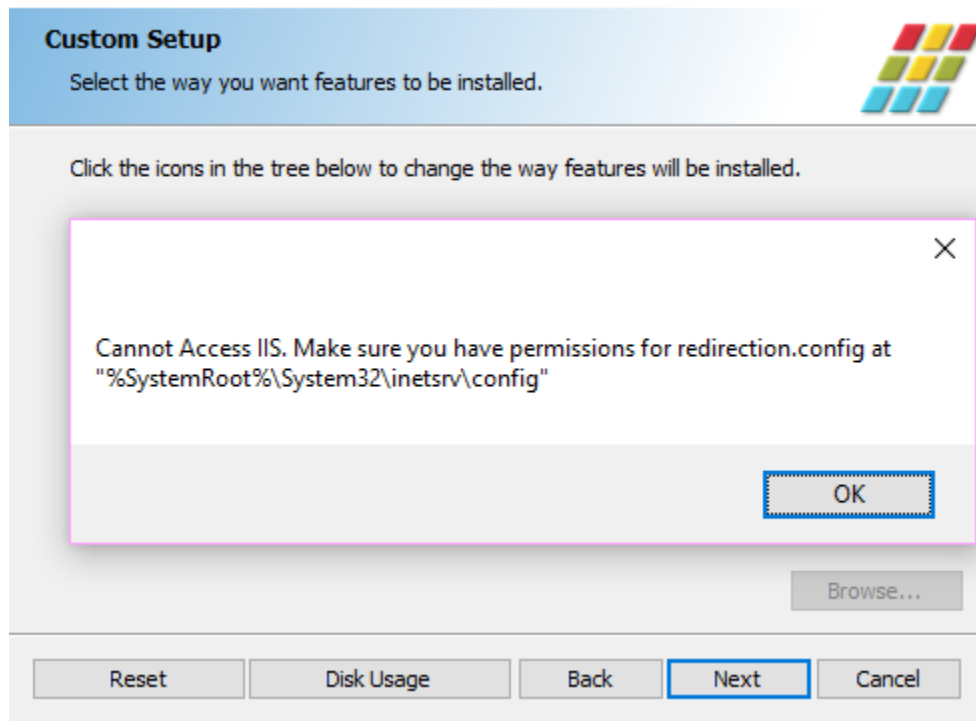 Custom Setup
Select the way you want features to be installed.
Click the icons in the tree below to change the way features will be installed.
Cannot Access IIS. Make sure you have permissions for redirection.config at
"%SystemRoot%\System32\inetsrv\config"
OK
Browse...
Reset Disk Usage Back Next Cancel